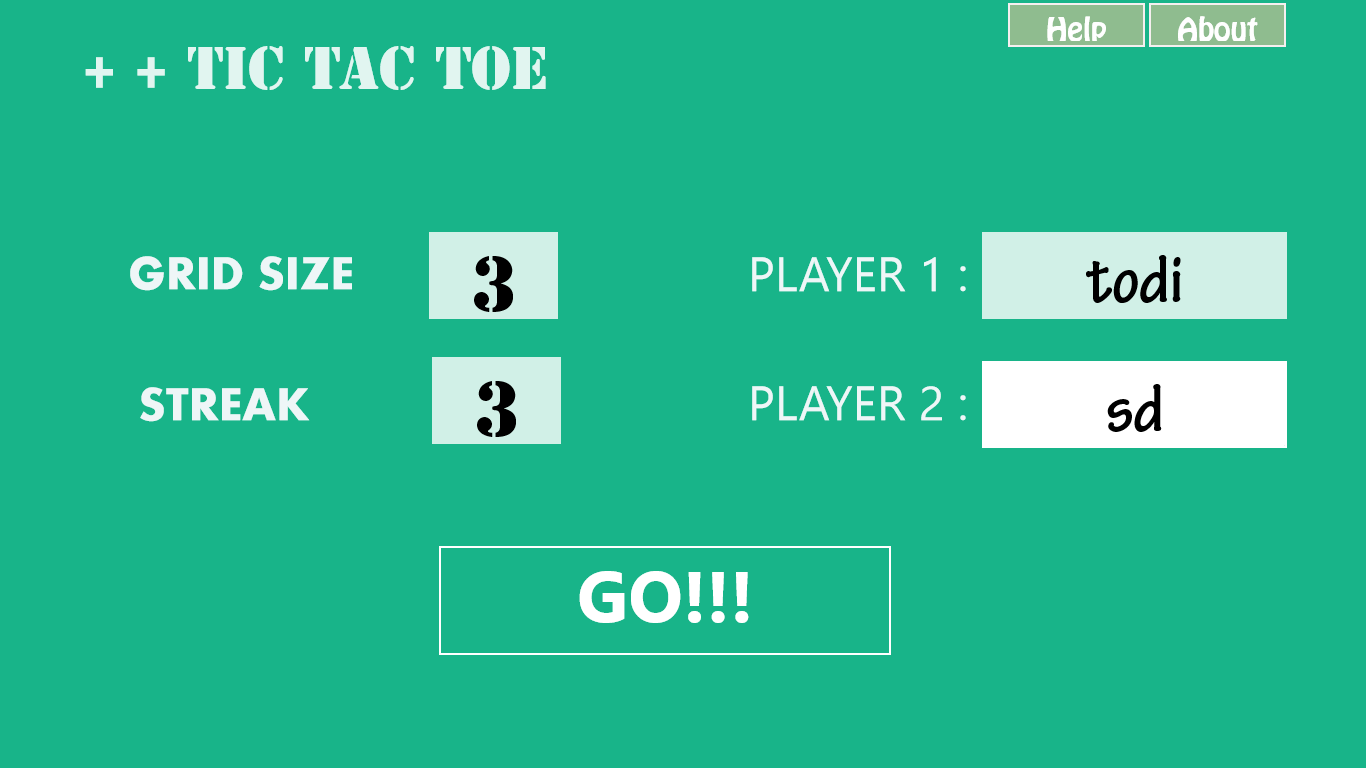 Help About
+ + TIC TAC TOE
GRID SIZE 3 PLAYER 1 : todi
STREAK 3 PLAYER 2 : sd
GO!!!